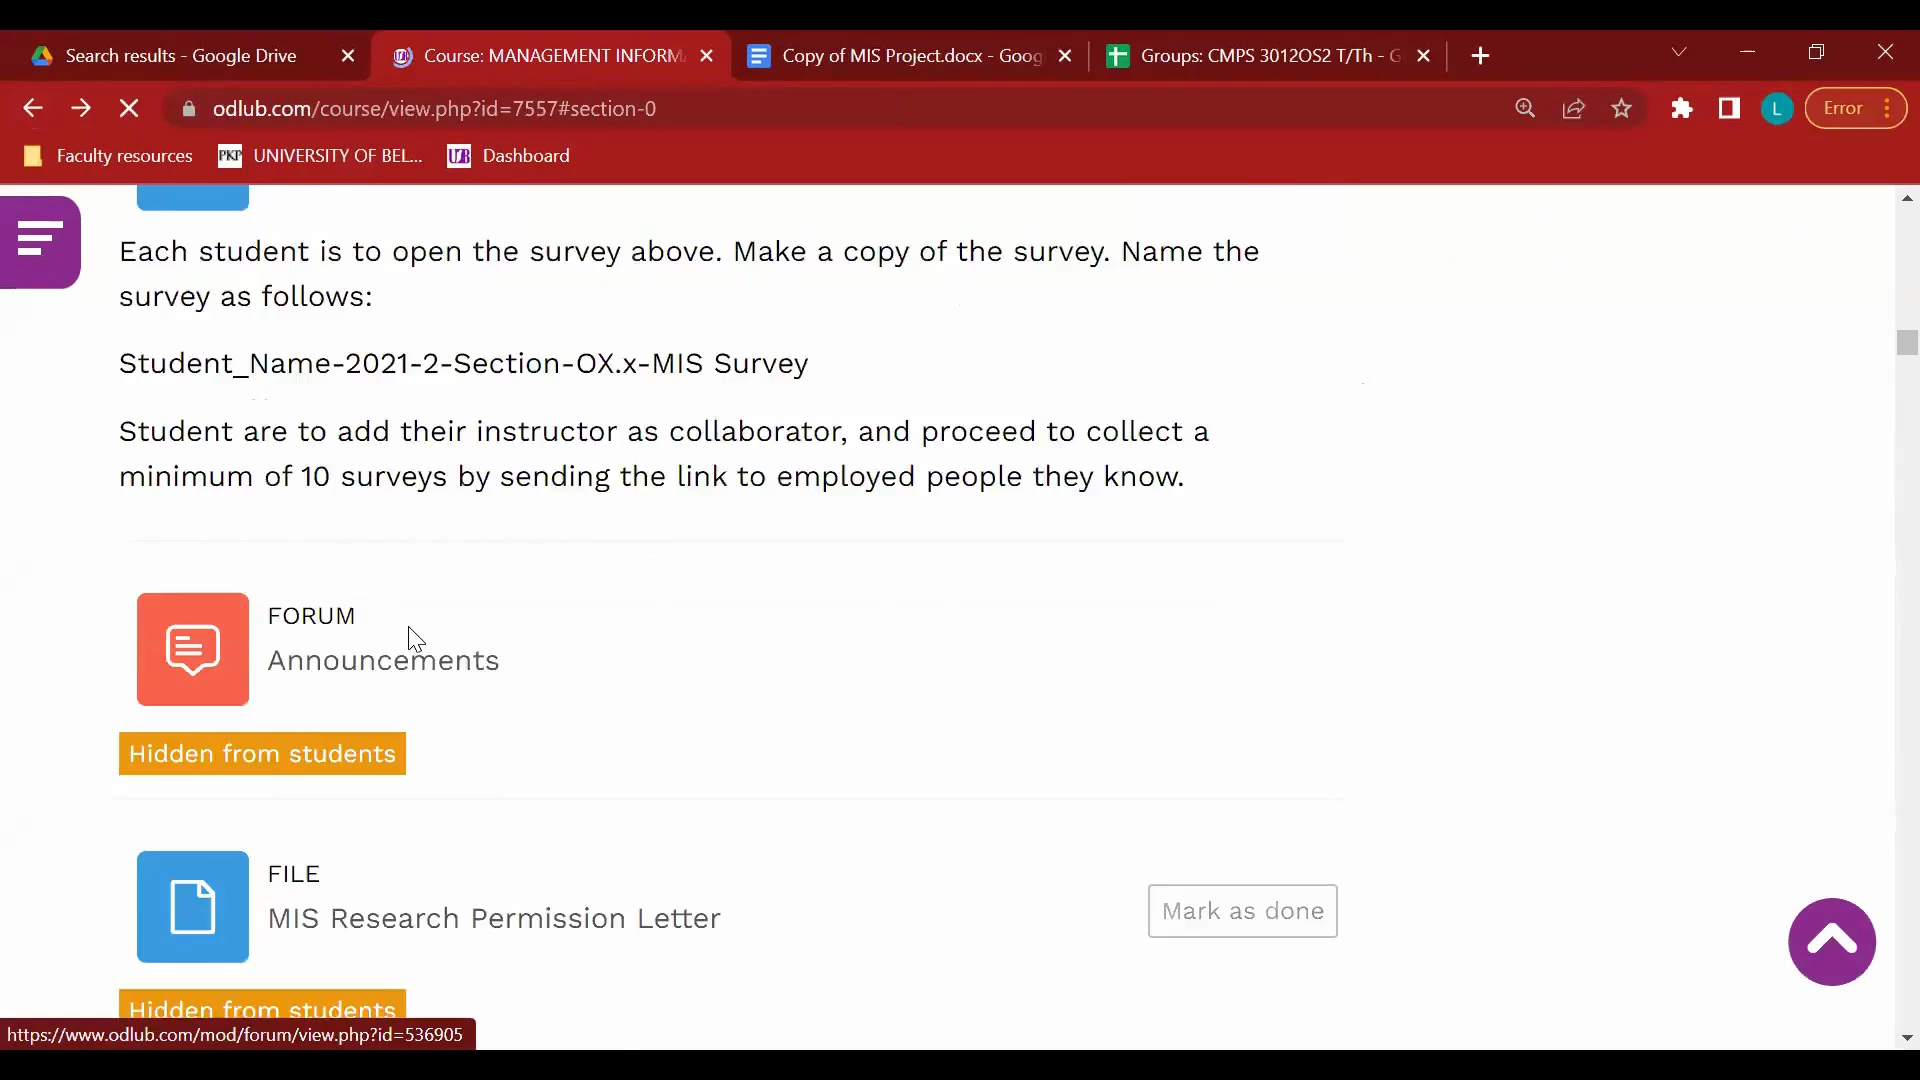 Search results - Google Drive
Course: MANAGEMENT INFORM
Copy of MIS Project.docx - Goog
Groups: CMPS 3012OS2 T/Th - G
odlub.com/course/view.php?id=7557#section-0
L
Error
Faculty resources
PKP
UNIVERSITY OF BEL...
UB
Dashboard
Each student is to open the survey above. Make a copy of the survey. Name the
survey as follows:
Student_Name-2021-2-Section-OX.x-MIS Survey
Student are to add their instructor as collaborator, and proceed to collect a
minimum of 10 surveys by sending the link to employed people they know.
FORUM
Announcements
Hidden from students
FILE
MIS Research Permission Letter
Mark as done
Hidden from students
https://www.odlub.com/mod/forum/view.php?id=536905